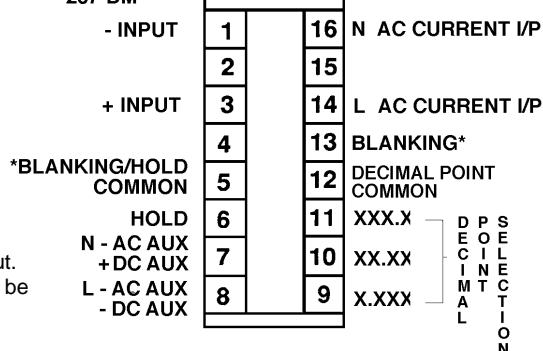 - INPUT 1 16 N AC CURRENT I/P
2 15
+ INPUT 3 14 L AC CURRENT I/P
4 13 BLANKING*
*BLANKING/HOLD
COMMON 5 12 DECIMAL POINT
COMMON
HOLD 6 11 XXX.X
N - AC AUX
+ DC AUX 7 10 XX.XX
L - AC AUX
- DC AUX 8 9 X.XXX
DECIMAL
POINT
SELECTION
ut.
be